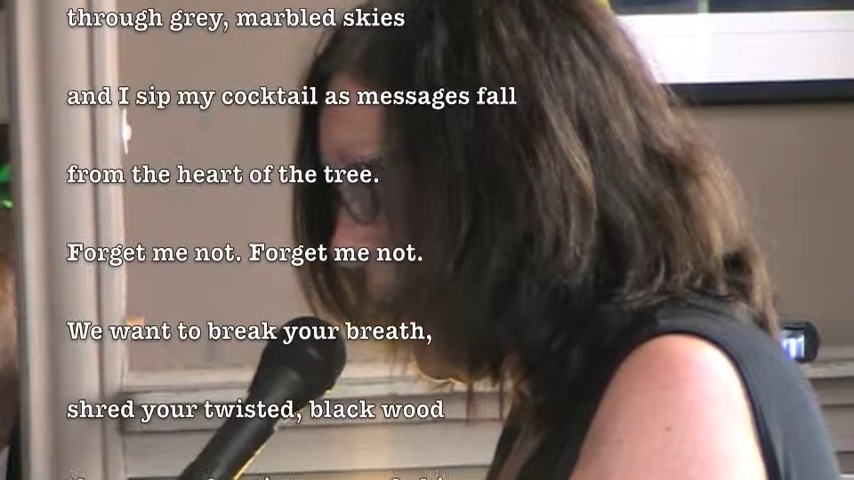 through grey, marbled skies
and I sip my cocktail as messages fall
from the heart of the tree.
Forget me not. Forget me not.
We want to break your breath,
shred your twisted, black wood